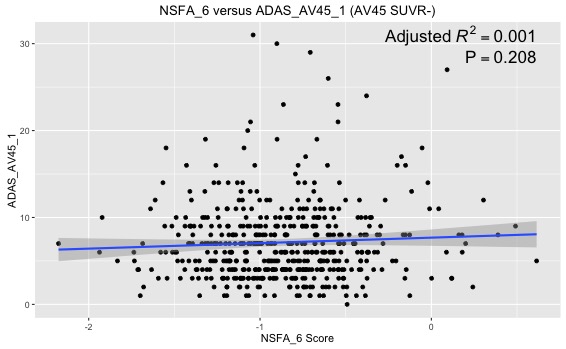 NSFA_6 versus ADAS_AV45_1 (AV45 SUVR-)
Adjusted R² = 0.001
P = 0.208
ADAS_AV45_1
30
20
10
0
-2
-1
0
NSFA_6 Score